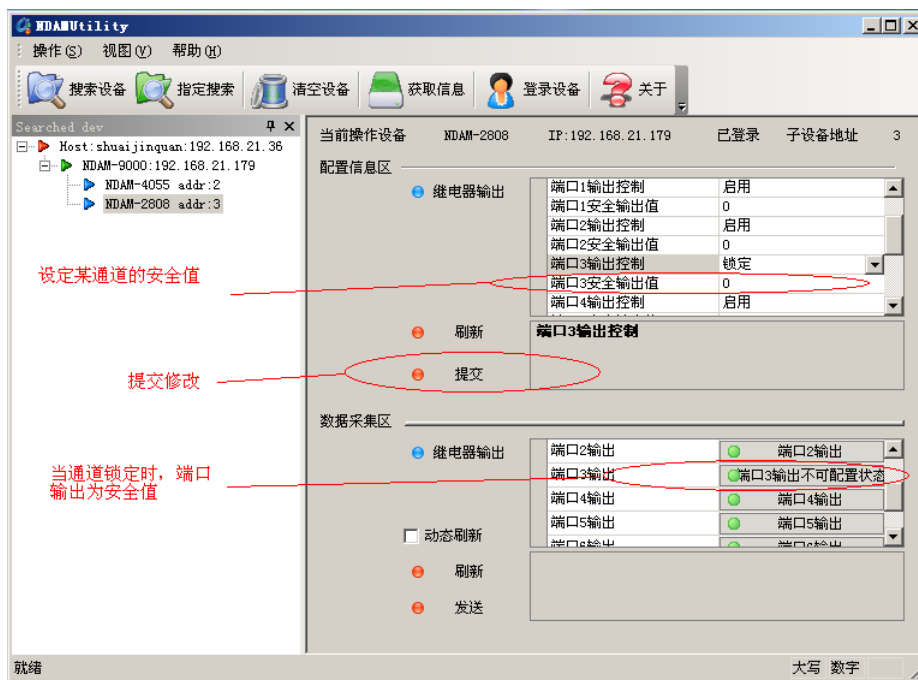 NDAMUtility
操作(S) 视图(V) 帮助(H)
搜索设备 指定搜索 清空设备 获取信息 登录设备 关于
Searched dev
Host:shuaijinquan:192.168.21.36
NDAM-9000:192.168.21.179
NDAM-4055 addr:2
NDAM-2808 addr:3
设定某通道的安全值
提交修改
当通道锁定时，端口
输出为安全值
当前操作设备 NDAM-2808 IP:192.168.21.179 已登录 子设备地址 3
配置信息区
继电器输出
端口1输出控制 启用
端口1安全输出值 0
端口2输出控制 启用
端口2安全输出值 0
端口3输出控制 锁定
端口3安全输出值 0
端口4输出控制 启用
刷新
端口3输出控制
提交
数据采集区
继电器输出
端口2输出 端口2输出
端口3输出 端口3输出不可配置状态
端口4输出 端口4输出
端口5输出 端口5输出
端口6输出 端口6输出
动态刷新
刷新
发送
就绪 大写 数字